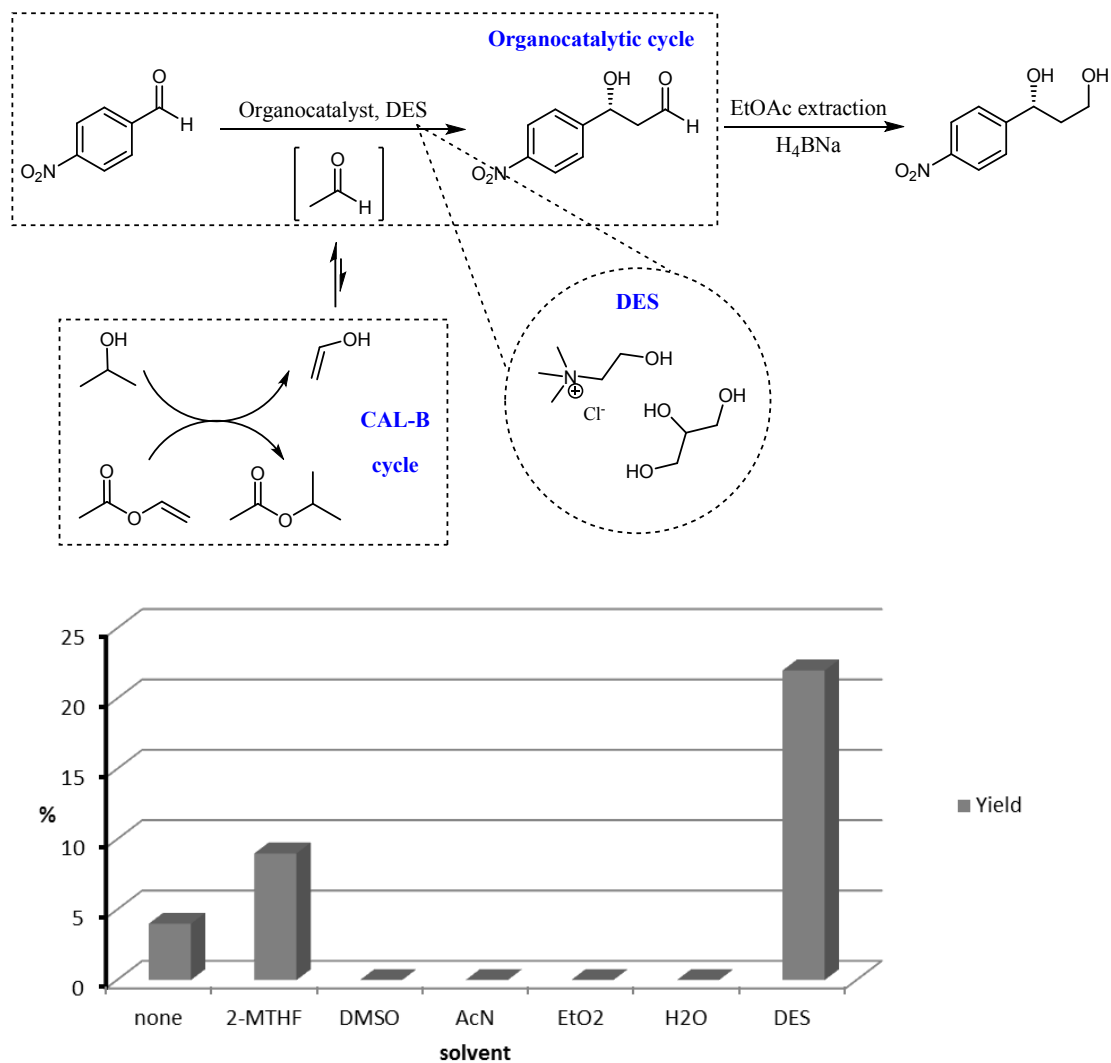 Organocatalytic cycle
O
H
O₂N
Organocatalyst, DES
O
H
OH
O
H
O₂N
EtOAc extraction
H₄BNa
OH
OH
O₂N
OH
OH
CAL-B
cycle
O
O
O
O
DES
OH
N
⊕
Cl⁻
OH
HO
HO
25
20
15
10
5
0
%
none
2-MTHF
DMSO
AcN
EtO2
H2O
DES
solvent
Yield